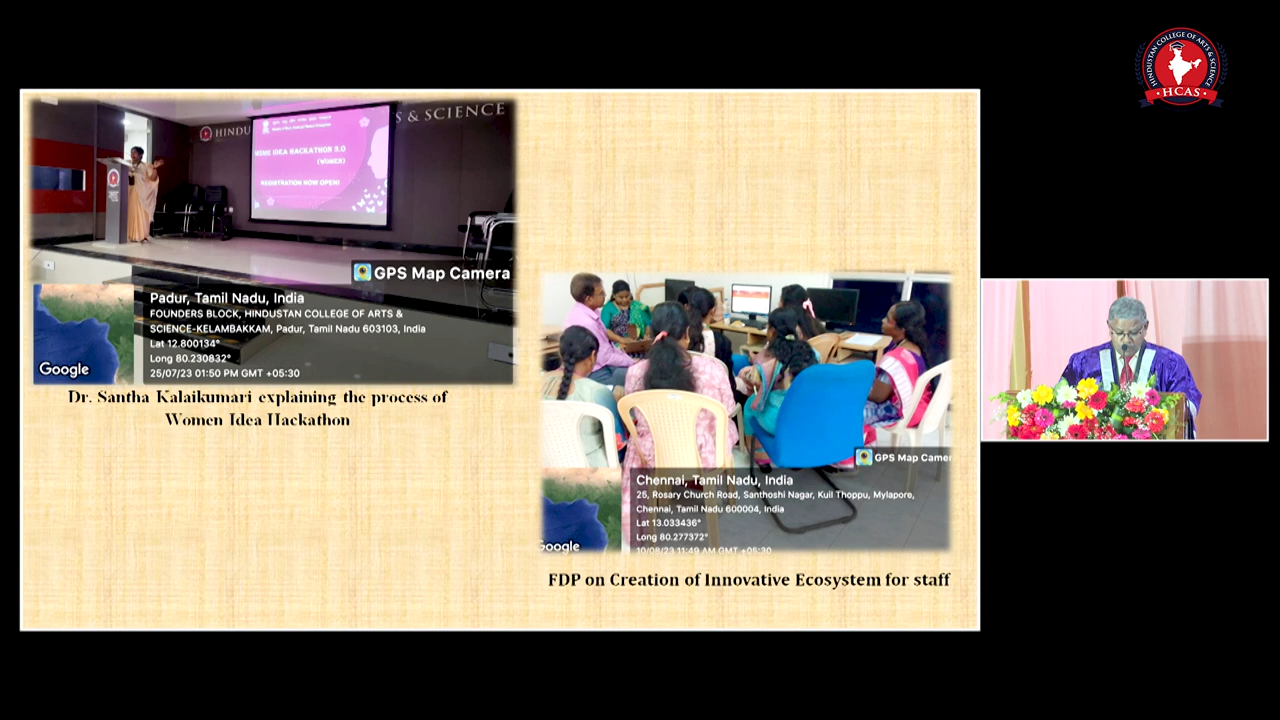 HINDUSTAN COLLEGE OF ARTS & SCIENCE
HCAS
HINDU
S & SCIENCE
IDEA HACKATHON 5.0
(WOMEN)
REGISTRATION NOW OPEN!
GPS Map Camera
Padur, Tamil Nadu, India
FOUNDERS BLOCK, HINDUSTAN COLLEGE OF ARTS &
SCIENCE-KELAMBAKKAM, Padur, Tamil Nadu 603103, India
Lat 12.800134°
Long 80.230832°
25/07/23 01:50 PM GMT +05:30
Google
Dr. Santha Kalaikumari explaining the process of
Women Idea Hackathon
GPS Map Camer
Chennai, Tamil Nadu, India
25, Rosary Church Road, Santhoshi Nagar, Kuil Thoppu, Mylapore,
Chennai, Tamil Nadu 600004, India
Lat 13.033436°
Long 80.277372°
10/08/23 11:49 AM GMT +05:30
Google
FDP on Creation of Innovative Ecosystem for staff